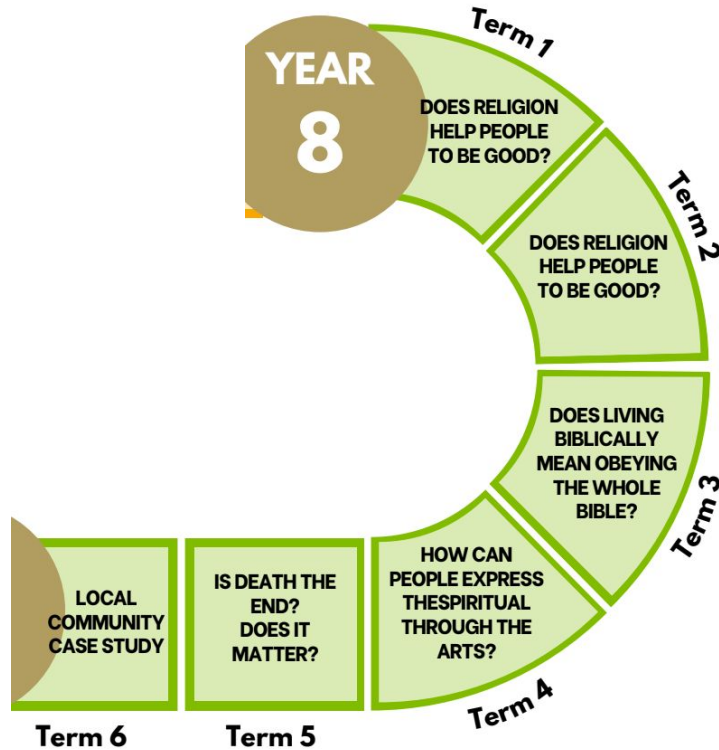 YEAR
8
Term 1
DOES RELIGION
HELP PEOPLE
TO BE GOOD?
Term 2
DOES RELIGION
HELP PEOPLE
TO BE GOOD?
Term 3
DOES LIVING
BIBLICALLY
MEAN OBEYING
THE WHOLE
BIBLE?
Term 4
HOW CAN
PEOPLE EXPRESS
THESPIRITUAL
THROUGH THE
ARTS?
Term 5
IS DEATH THE
END?
DOES IT
MATTER?
Term 6
LOCAL
COMMUNITY
CASE STUDY